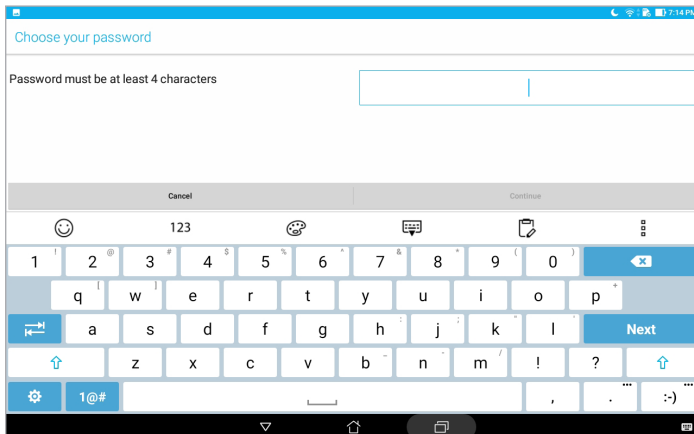 7:14 PM
Choose your password
Password must be at least 4 characters
Cancel Continue
123
1 ! 2 @ 3 # 4 $ 5 % 6 ^ 7 & 8 * 9 ( 0 )
q [ w ] e r t y u i o p +
a s d f g h : j ; k " l ' Next
z x c v b - n m / ! ?
1@# , . ... :-) ...